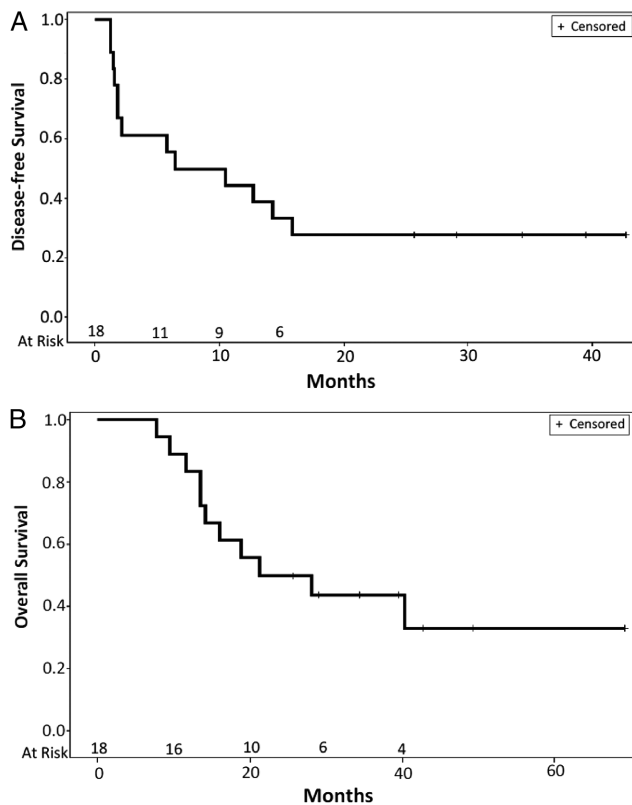 A
+ Censored
1.0
0.8
0.6
0.4
0.2
0.0
Disease-free Survival
At Risk 18 11 9 6
0 10 20 30 40
Months
B
+ Censored
1.0
0.8
0.6
0.4
0.2
0.0
Overall Survival
At Risk 18 16 10 6 4
0 20 40 60
Months